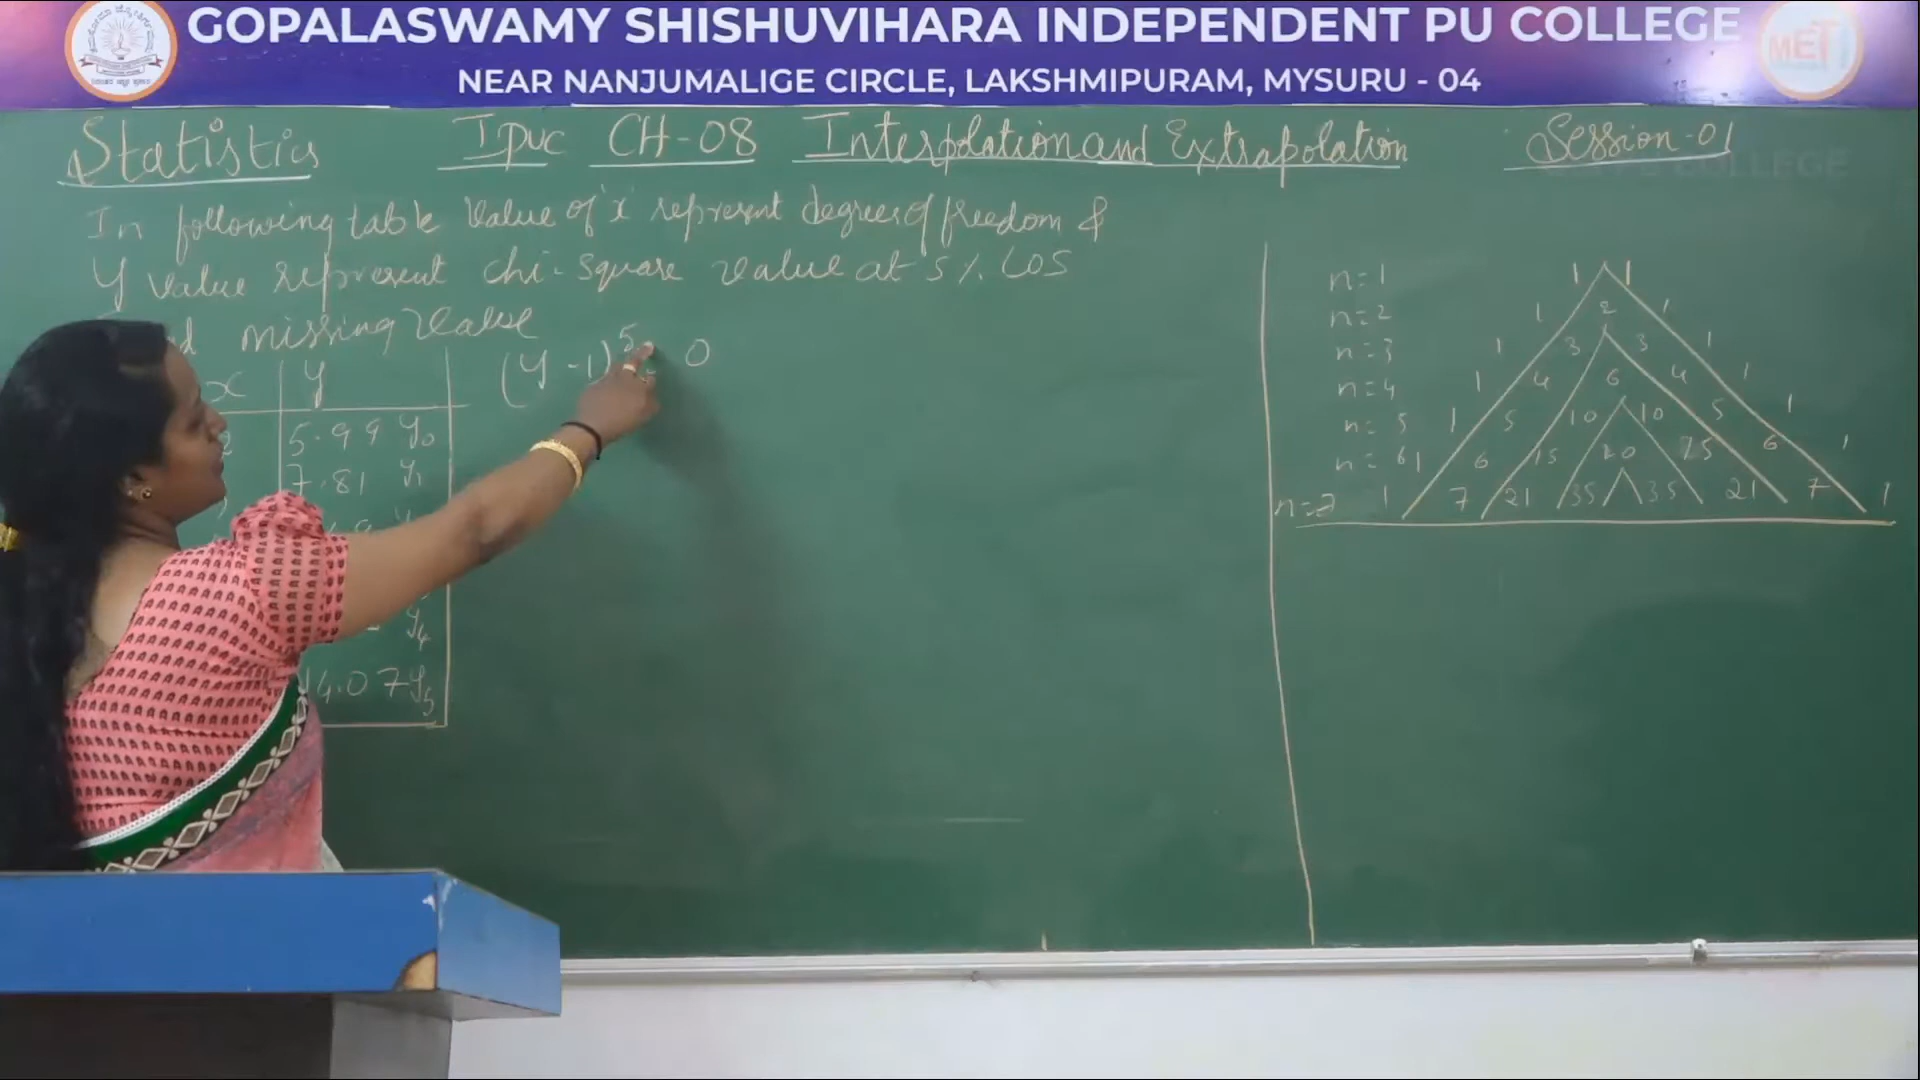 GOPALASWAMY SHISHUVIHARA INDEPENDENT PU COLLEGE
NEAR NANJUMALIGE CIRCLE, LAKSHMIPURAM, MYSURU - 04
MET
Statistics I PUC CH-08 Interpolation and Extrapolation Session-01
In following table Value of 'x' represent degrees of freedom &
Y value represent chi-square value at 5% LOS
missing value
(y -1)⁵ = 0
x y
2 5.99 y₀
7.81 y₁
y₄
14.07 y₅
n=1 1 1
n=2 1 2 1
n=3 1 3 3 1
n=4 1 4 6 4 1
n=5 1 5 10 10 5 1
n=6 1 6 15 20 15 6 1
n=7 1 7 21 35 35 21 7 1